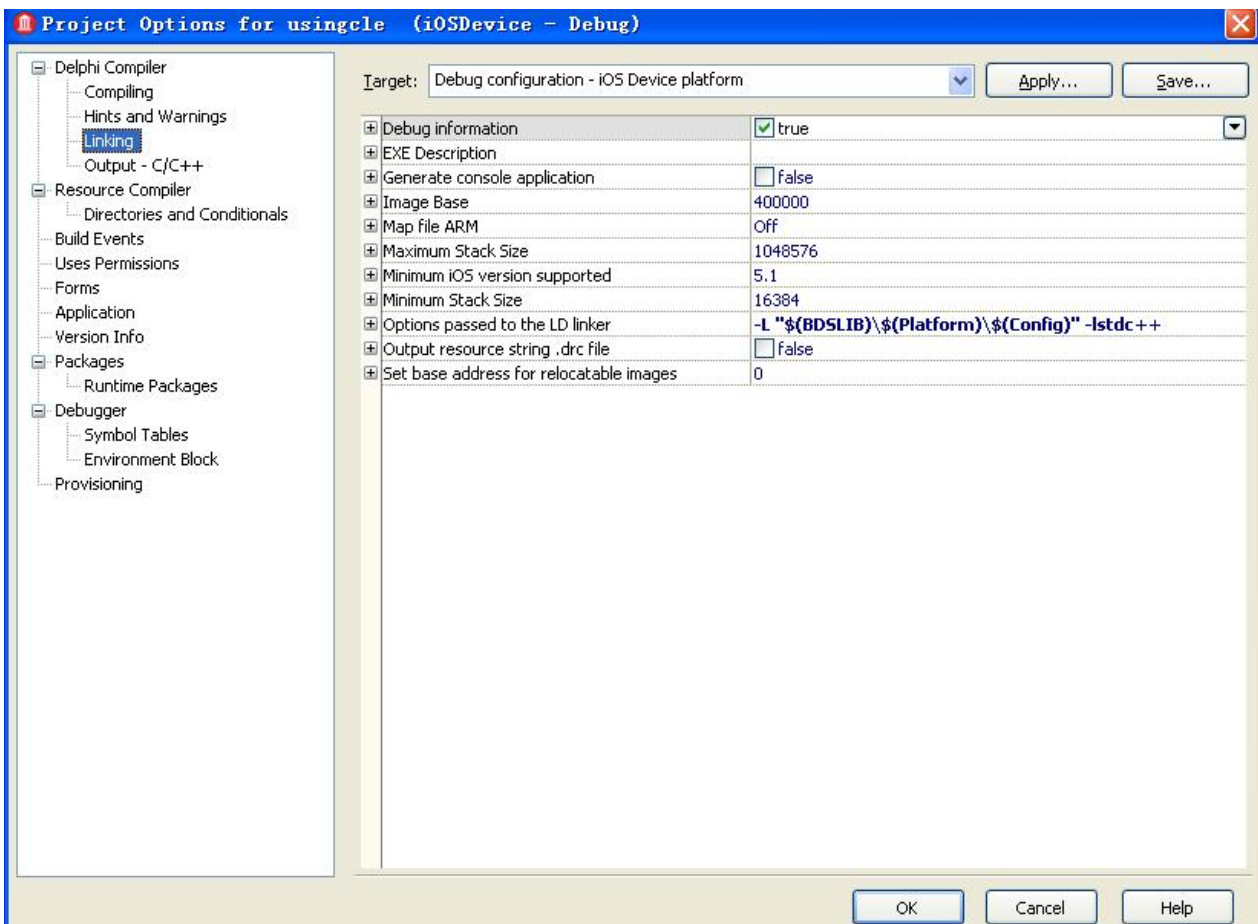 Project Options for usingcle (iOSDevice - Debug)
Delphi Compiler
Compiling
Hints and Warnings
Linking
Output - C/C++
Resource Compiler
Directories and Conditionals
Build Events
Uses Permissions
Forms
Application
Version Info
Packages
Runtime Packages
Debugger
Symbol Tables
Environment Block
Provisioning
Target: Debug configuration - iOS Device platform Apply... Save...
Debug information true
EXE Description
Generate console application false
Image Base 400000
Map file ARM Off
Maximum Stack Size 1048576
Minimum iOS version supported 5.1
Minimum Stack Size 16384
Options passed to the LD linker -L "$(BDSLIB)\$(Platform)\$(Config)" -lstdc++
Output resource string .drc file false
Set base address for relocatable images 0
OK Cancel Help